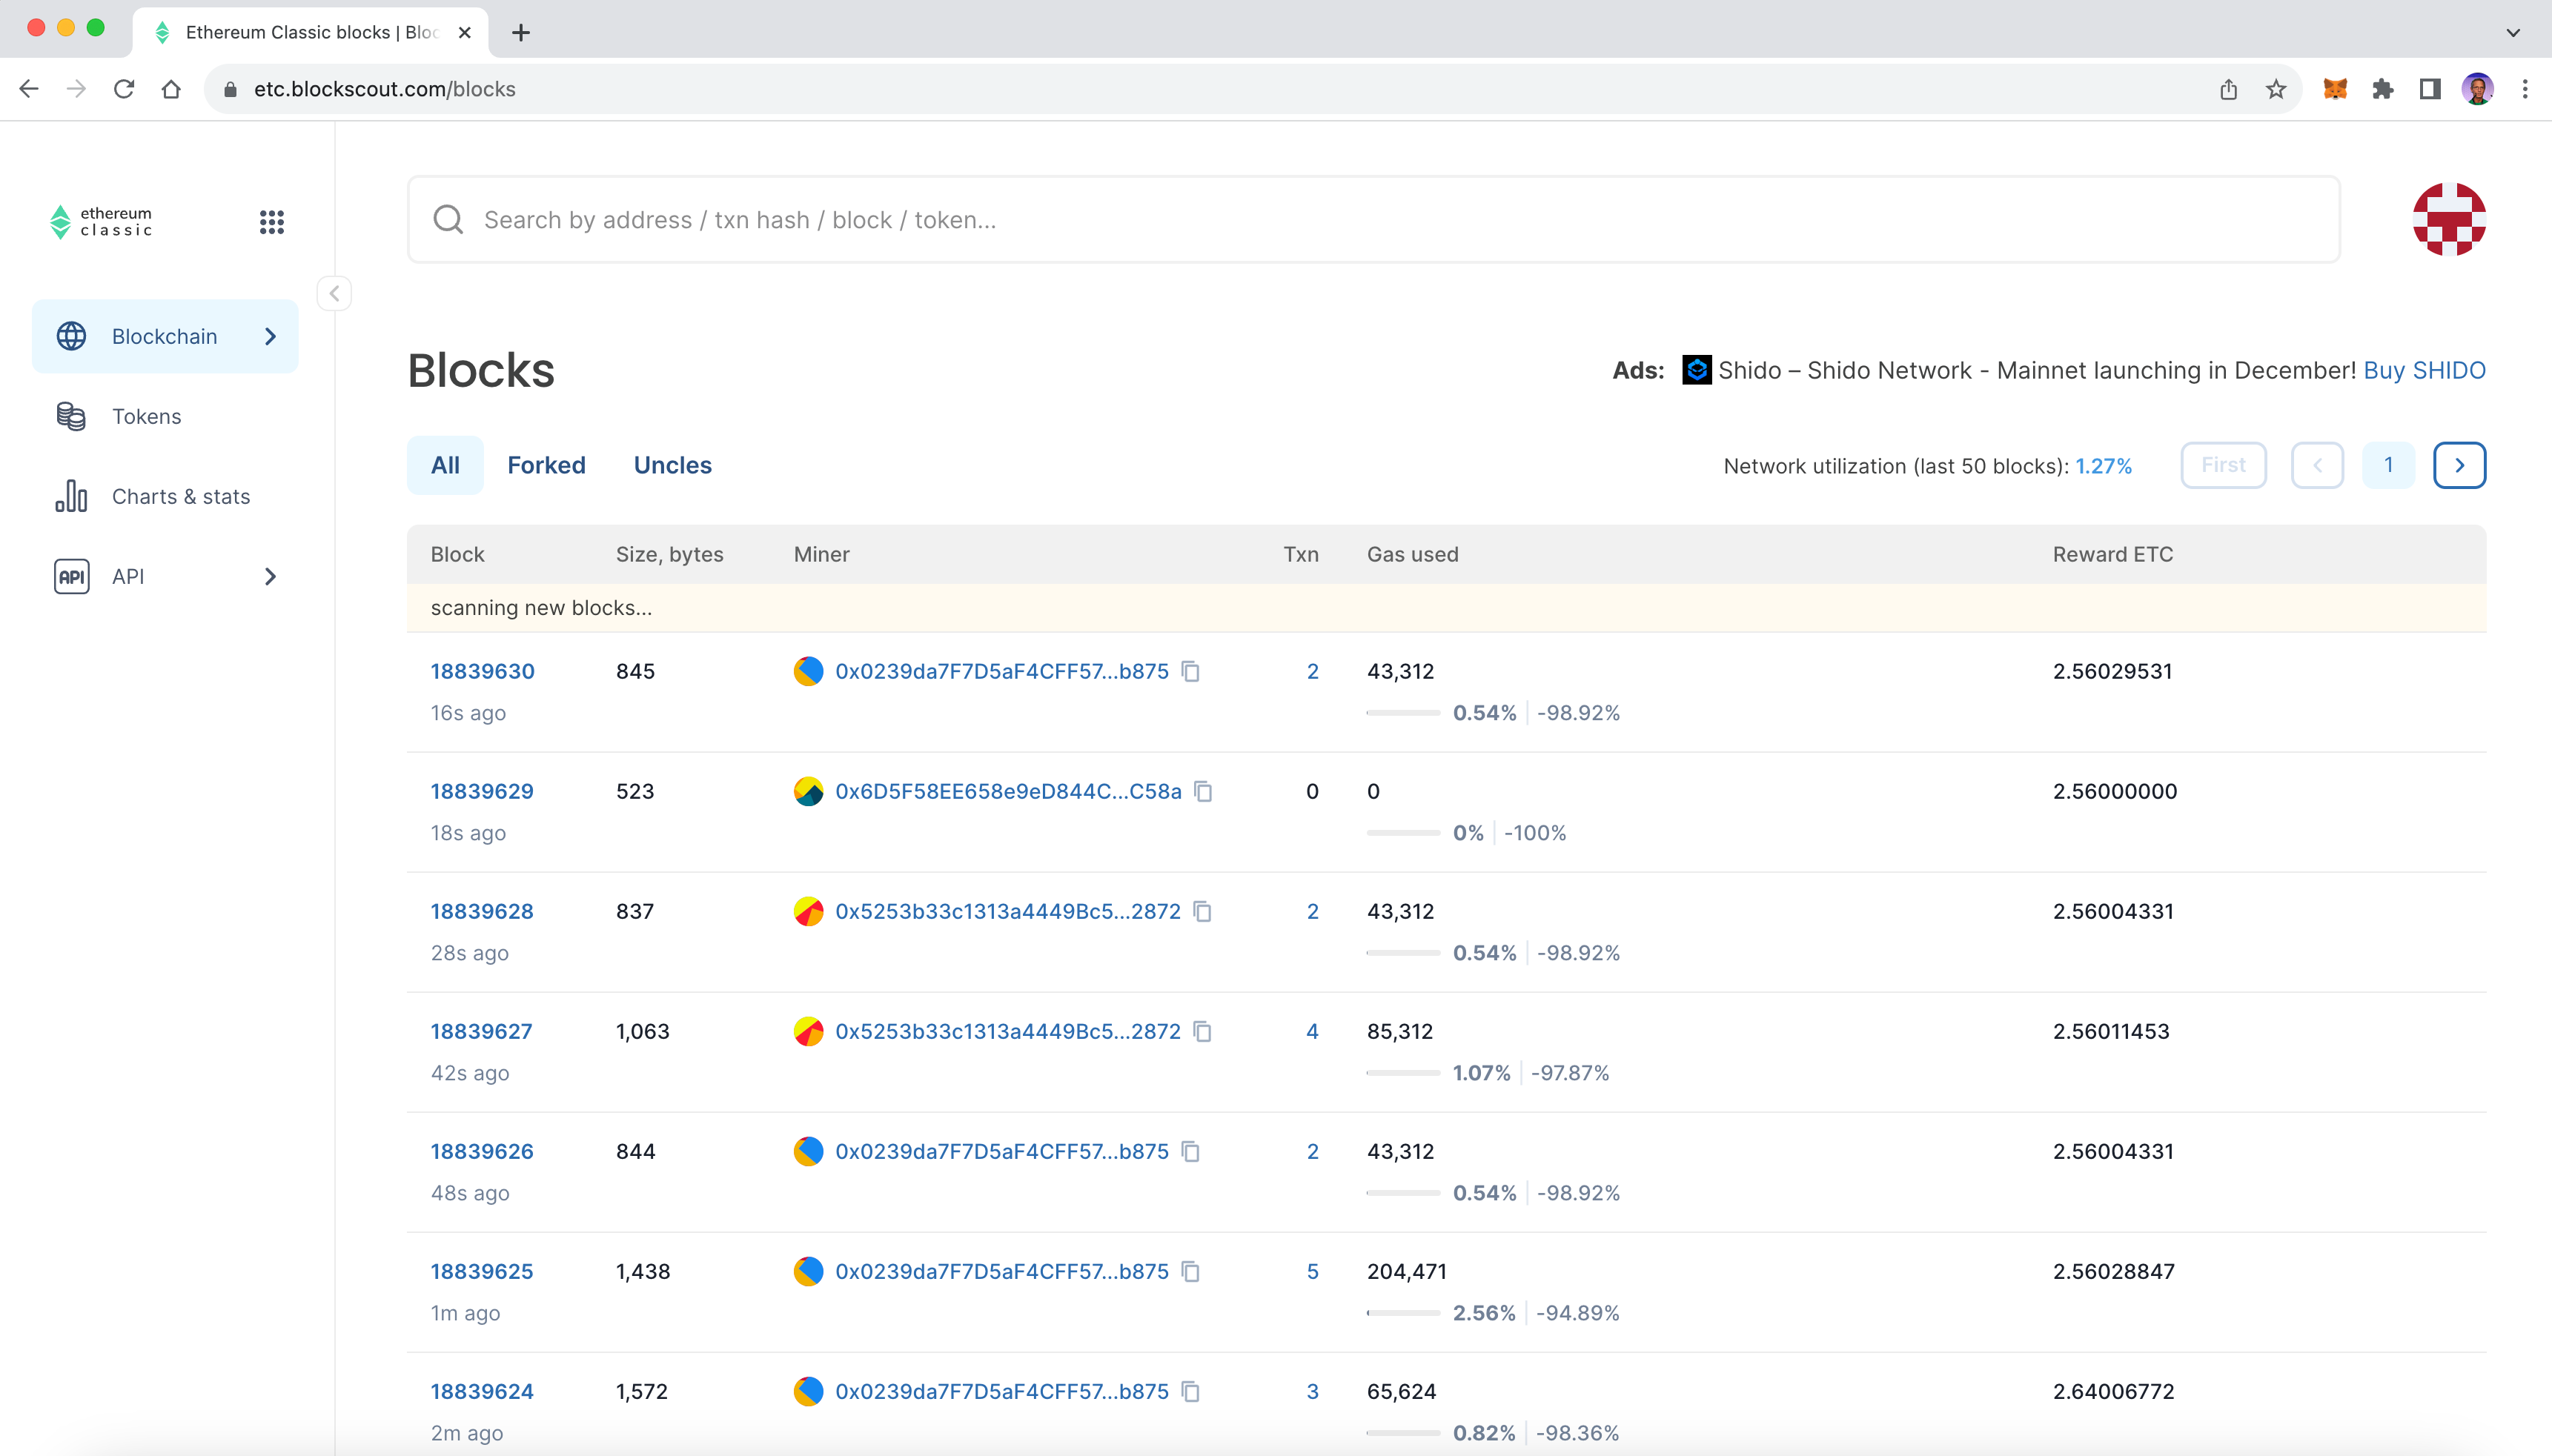 Ethereum Classic blocks | Bloc
etc.blockscout.com/blocks
ethereum
classic
Search by address / txn hash / block / token...
Blockchain
Tokens
Charts & stats
API API
Blocks
Ads: Shido – Shido Network - Mainnet launching in December! Buy SHIDO
All Forked Uncles
Network utilization (last 50 blocks): 1.27% First 1
Block Size, bytes Miner Txn Gas used Reward ETC
scanning new blocks...
18839630 845 0x0239da7F7D5aF4CFF57...b875 2 43,312 2.56029531
16s ago 0.54% -98.92%
18839629 523 0x6D5F58EE658e9eD844C...C58a 0 0 2.56000000
18s ago 0% -100%
18839628 837 0x5253b33c1313a4449Bc5...2872 2 43,312 2.56004331
28s ago 0.54% -98.92%
18839627 1,063 0x5253b33c1313a4449Bc5...2872 4 85,312 2.56011453
42s ago 1.07% -97.87%
18839626 844 0x0239da7F7D5aF4CFF57...b875 2 43,312 2.56004331
48s ago 0.54% -98.92%
18839625 1,438 0x0239da7F7D5aF4CFF57...b875 5 204,471 2.56028847
1m ago 2.56% -94.89%
18839624 1,572 0x0239da7F7D5aF4CFF57...b875 3 65,624 2.64006772
2m ago 0.82% -98.36%